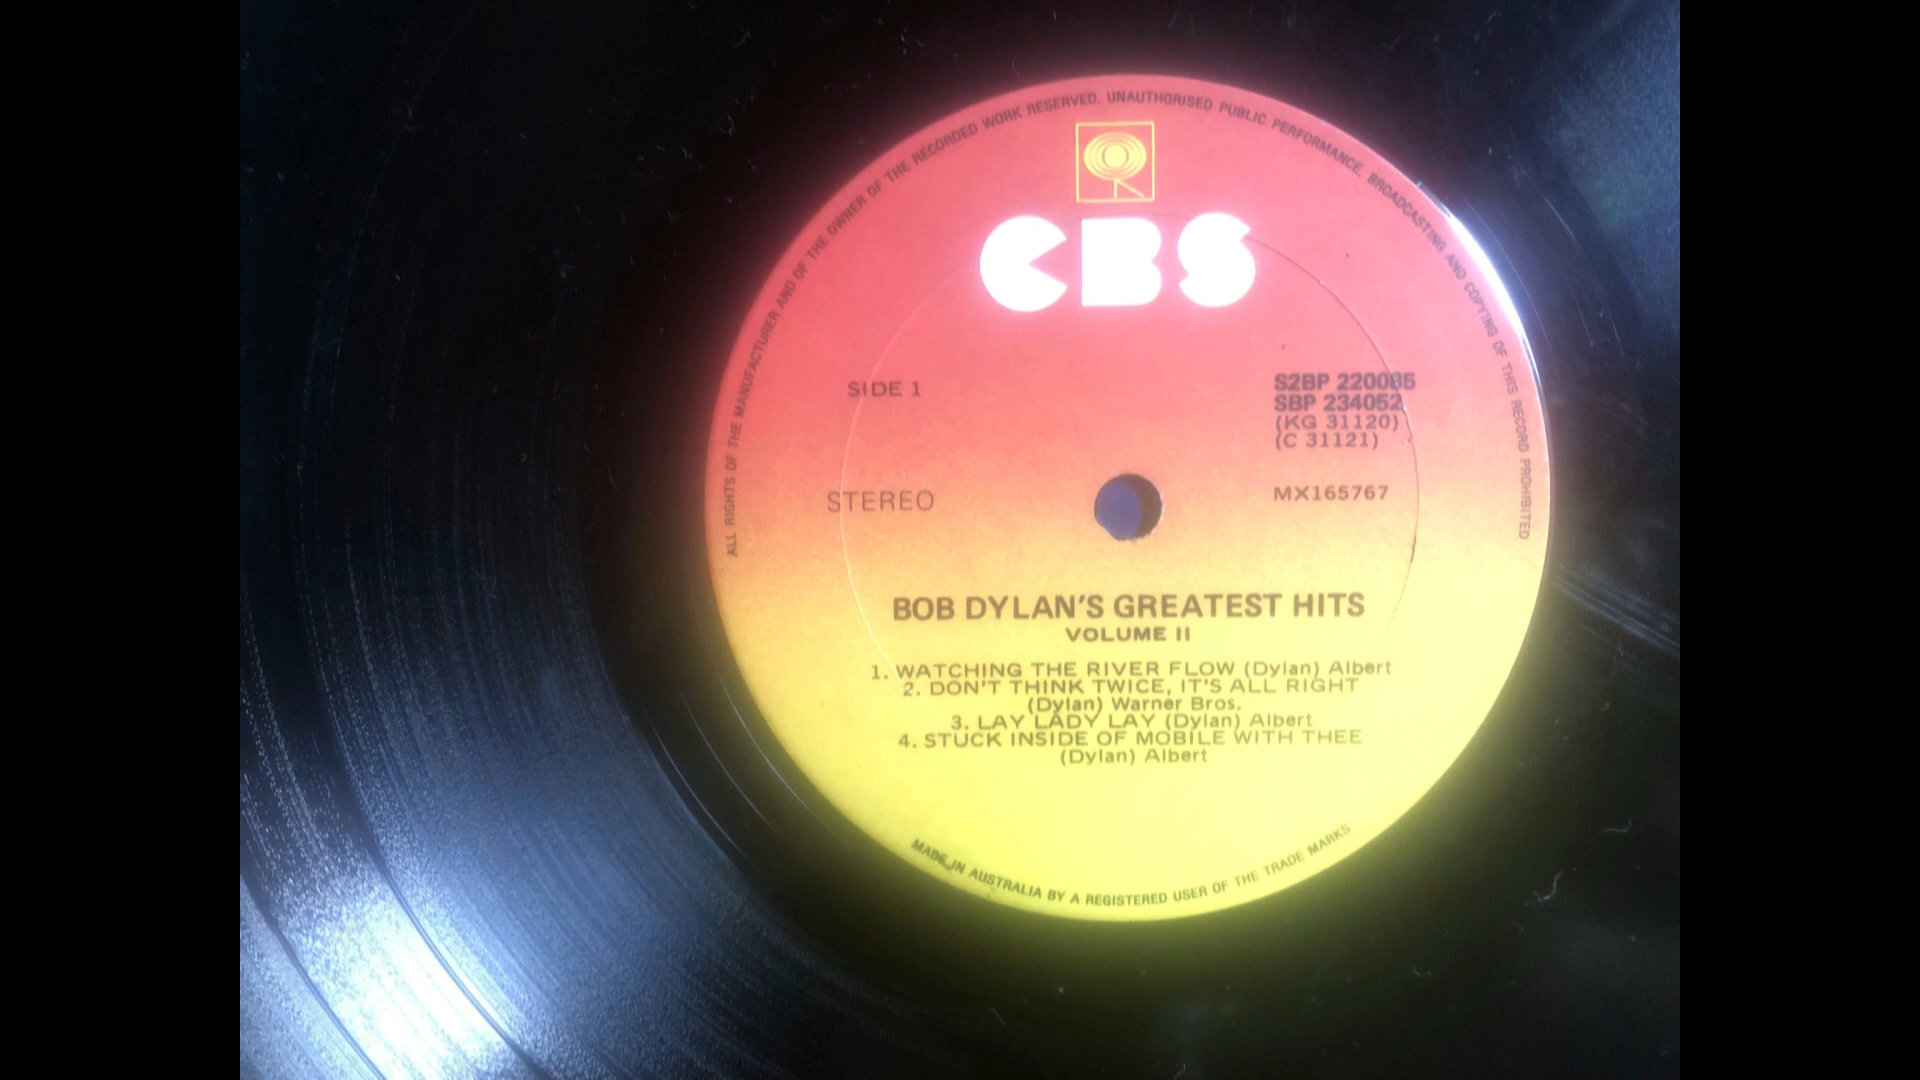 ALL RIGHTS OF THE MANUFACTURER AND OF THE OWNER OF THE RECORDED WORK RESERVED. UNAUTHORISED PUBLIC PERFORMANCE. BROADCASTING AND COPYING OF THIS RECORD PROHIBITED
CBS
SIDE 1
S2BP 220085
SBP 234052
(KG 31120)
(C 31121)
STEREO
MX165767
BOB DYLAN'S GREATEST HITS
VOLUME II
1. WATCHING THE RIVER FLOW (Dylan) Albert
2. DON'T THINK TWICE, IT'S ALL RIGHT
(Dylan) Warner Bros.
3. LAY LADY LAY (Dylan) Albert
4. STUCK INSIDE OF MOBILE WITH THEE
(Dylan) Albert
MADE IN AUSTRALIA BY A REGISTERED USER OF THE TRADE MARKS